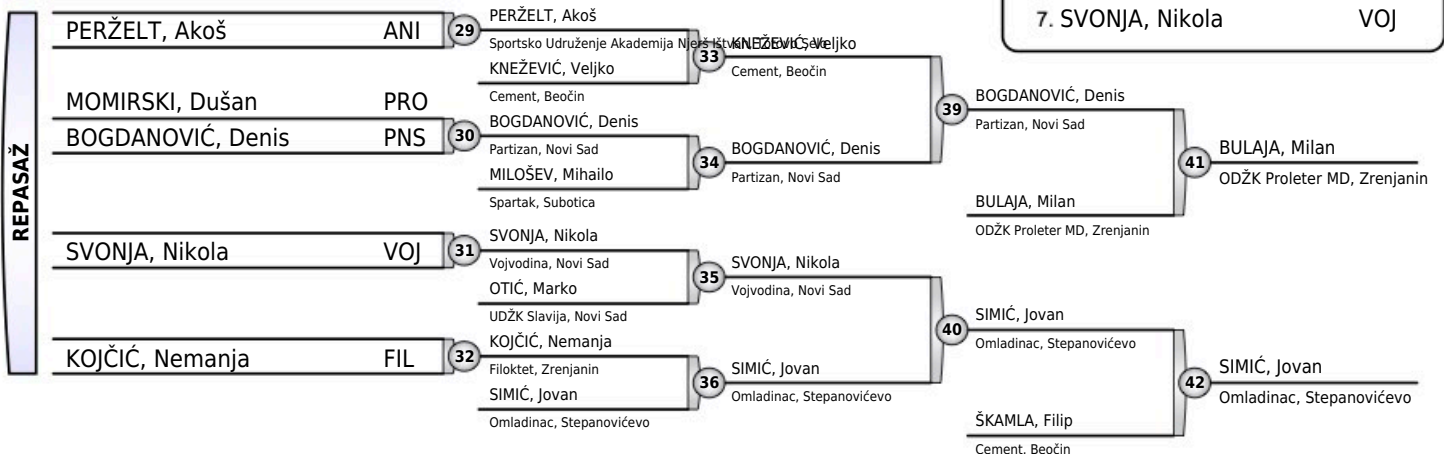 7. SVONJA, Nikola VOJ
REPASAŽ
PERŽELT, Akoš ANI
MOMIRSKI, Dušan PRO
BOGDANOVIĆ, Denis PNS
SVONJA, Nikola VOJ
KOJČIĆ, Nemanja FIL
29
30
31
32
PERŽELT, Akoš
Sportsko Udruženje Akademija Njerš Ištvan,
KNEŽEVIĆ, Veljko
Cement, Beočin
BOGDANOVIĆ, Denis
Partizan, Novi Sad
MILOŠEV, Mihailo
Spartak, Subotica
SVONJA, Nikola
Vojvodina, Novi Sad
OTIĆ, Marko
UDŽK Slavija, Novi Sad
KOJČIĆ, Nemanja
Filoktet, Zrenjanin
SIMIĆ, Jovan
Omladinac, Stepanovićevo
33
34
35
36
KNEŽEVIĆ, Veljko
Cement, Beočin
BOGDANOVIĆ, Denis
Partizan, Novi Sad
SVONJA, Nikola
Vojvodina, Novi Sad
SIMIĆ, Jovan
Omladinac, Stepanovićevo
39
40
BOGDANOVIĆ, Denis
Partizan, Novi Sad
BULAJA, Milan
ODŽK Proleter MD, Zrenjanin
SIMIĆ, Jovan
Omladinac, Stepanovićevo
ŠKAMLA, Filip
Cement, Beočin
41
42
BULAJA, Milan
ODŽK Proleter MD, Zrenjanin
SIMIĆ, Jovan
Omladinac, Stepanovićevo